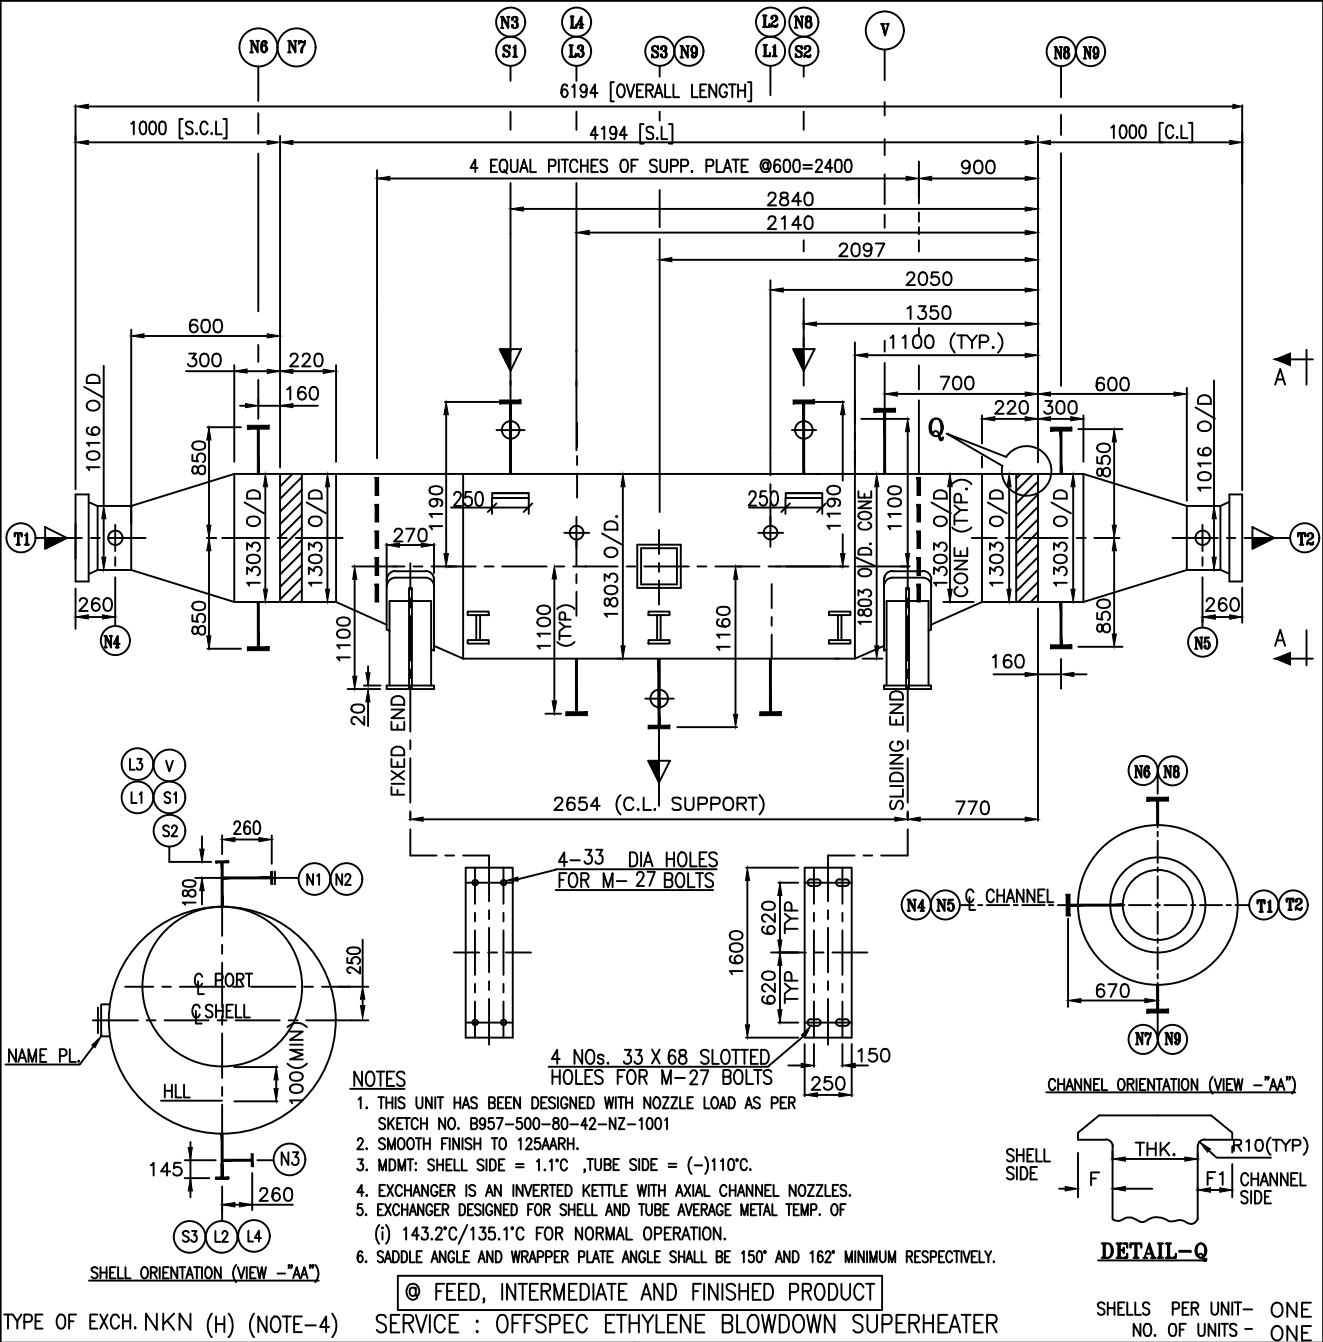 N6 N7
N3
S1
L4
L3
S3 N9
L2 N8
L1 S2
V
N8 N9
6194 [OVERALL LENGTH]
1000 [S.C.L]
4194 [S.L]
1000 [C.L]
4 EQUAL PITCHES OF SUPP. PLATE @600=2400
900
2840
2140
2097
2050
1350
600
1100 (TYP.)
300
220
160
700
600
220
300
A
1016 O/D
850
1303 O/D
1303 O/D
1190
250
Q
250
1190
1100
850
1016 O/D
T1
270
1803 O/D.
1803 O/D. CONE
1303 O/D
CONE (TYP.)
1303 O/D
1303 O/D
T2
260
850
N4
1100
20
1100
(TYP)
1160
850
260
N5
A
160
FIXED END
SLIDING END
2654 (C.L. SUPPORT)
770
L3 V
L1 S1
S2
260
N1 N2
180
250
℄ PORT
℄ SHELL
NAME PL.
100(MIN)
HLL
145
N3
260
S3 L2 L4
SHELL ORIENTATION (VIEW -"AA")
4-33 DIA HOLES
FOR M- 27 BOLTS
1600
620
TYP
620
TYP
4 NOs. 33 X 68 SLOTTED
HOLES FOR M-27 BOLTS
150
250
N6 N8
N4 N5
℄ CHANNEL
T1 T2
670
N7 N9
CHANNEL ORIENTATION (VIEW -"AA")
NOTES
1. THIS UNIT HAS BEEN DESIGNED WITH NOZZLE LOAD AS PER
SKETCH NO. B957-500-80-42-NZ-1001
2. SMOOTH FINISH TO 125AARH.
3. MDMT: SHELL SIDE = 1.1°C ,TUBE SIDE = (-)110°C.
4. EXCHANGER IS AN INVERTED KETTLE WITH AXIAL CHANNEL NOZZLES.
5. EXCHANGER DESIGNED FOR SHELL AND TUBE AVERAGE METAL TEMP. OF
(i) 143.2°C/135.1°C FOR NORMAL OPERATION.
6. SADDLE ANGLE AND WRAPPER PLATE ANGLE SHALL BE 150° AND 162° MINIMUM RESPECTIVELY.
SHELL
SIDE
THK.
R10(TYP)
F
F1
CHANNEL
SIDE
DETAIL-Q
@ FEED, INTERMEDIATE AND FINISHED PRODUCT
TYPE OF EXCH. NKN (H) (NOTE-4)
SERVICE : OFFSPEC ETHYLENE BLOWDOWN SUPERHEATER
SHELLS PER UNIT- ONE
NO. OF UNITS - ONE